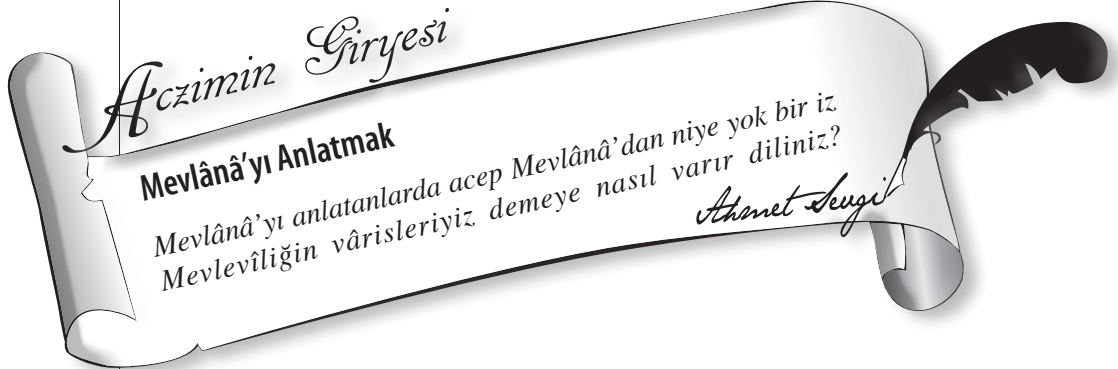 Aczimin Giryesi
Mevlânâ'yı Anlatmak
Mevlânâ'yı anlatanlarda acep Mevlânâ'dan niye yok bir iz
Mevlevîliğin vârisleriyiz demeye nasıl varır diliniz?
Ahmet Sevgi